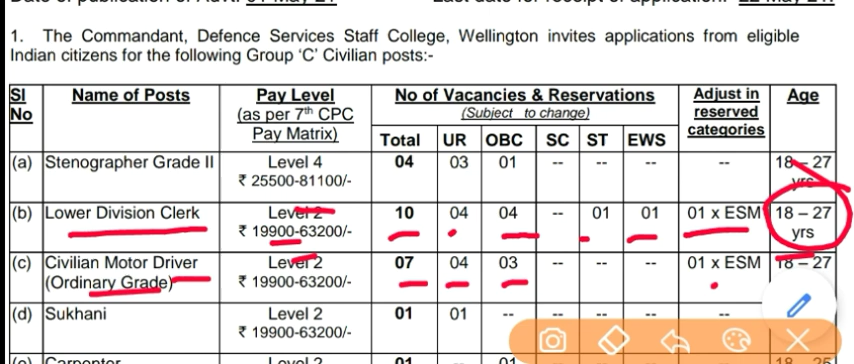 1. The Commandant, Defence Services Staff College, Wellington invites applications from eligible
Indian citizens for the following Group ‘C’ Civilian posts:-
Sl No | Name of Posts | Pay Level (as per 7th CPC Pay Matrix) | No of Vacancies & Reservations (Subject to change) | Adjust in reserved categories | Age
Total | UR | OBC | SC | ST | EWS
(a) Stenographer Grade II | Level 4 ₹ 25500-81100/- | 04 | 03 | 01 | -- | -- | -- | -- | 18 – 27 yrs
(b) Lower Division Clerk | Level 2 ₹ 19900-63200/- | 10 | 04 | 04 | -- | 01 | 01 | 01 x ESM | 18 – 27 yrs
(c) Civilian Motor Driver (Ordinary Grade) | Level 2 ₹ 19900-63200/- | 07 | 04 | 03 | -- | -- | -- | 01 x ESM | 18 – 27
(d) Sukhani | Level 2 ₹ 19900-63200/- | 01 | 01 | -- | --